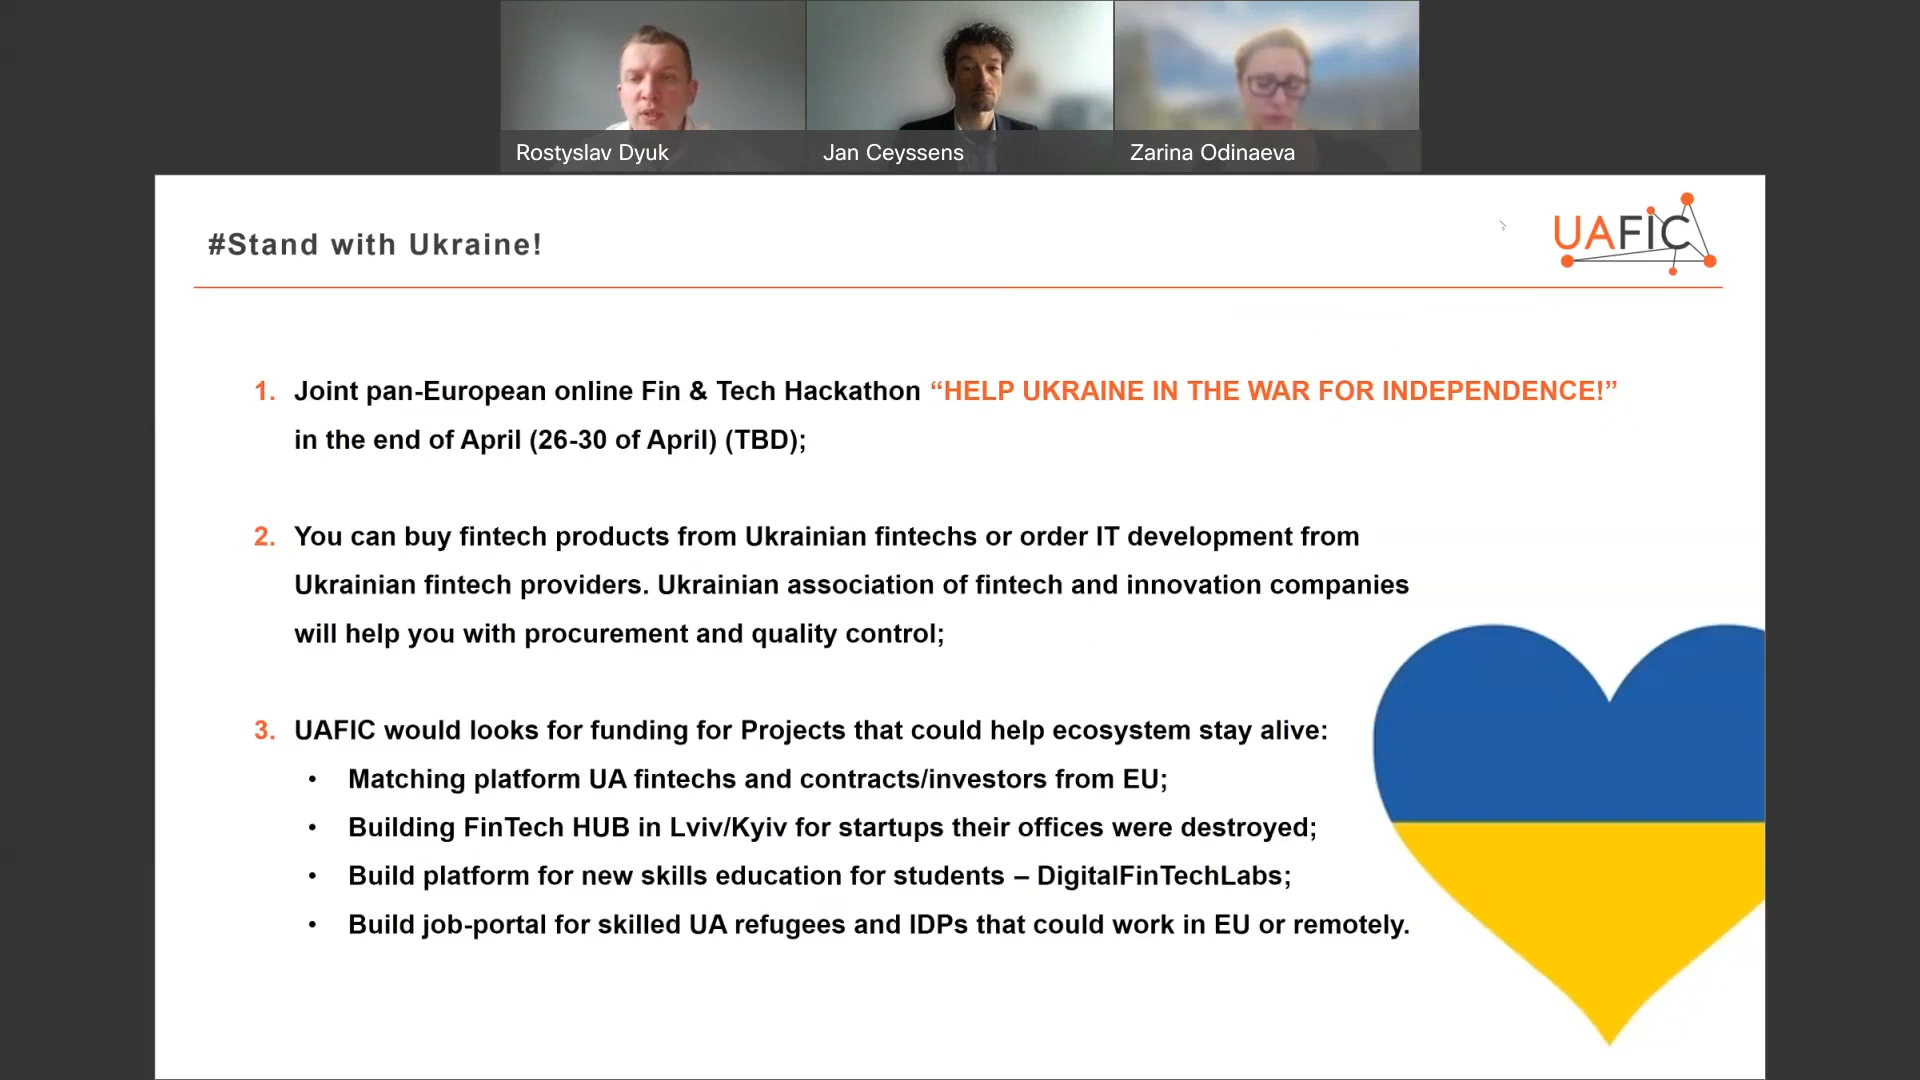 Rostyslav Dyuk
Jan Ceyssens
Zarina Odinaeva
#Stand with Ukraine!
UAFIC
1. Joint pan-European online Fin & Tech Hackathon “HELP UKRAINE IN THE WAR FOR INDEPENDENCE!”
in the end of April (26-30 of April) (TBD);
2. You can buy fintech products from Ukrainian fintechs or order IT development from
Ukrainian fintech providers. Ukrainian association of fintech and innovation companies
will help you with procurement and quality control;
3. UAFIC would looks for funding for Projects that could help ecosystem stay alive:
• Matching platform UA fintechs and contracts/investors from EU;
• Building FinTech HUB in Lviv/Kyiv for startups their offices were destroyed;
• Build platform for new skills education for students – DigitalFinTechLabs;
• Build job-portal for skilled UA refugees and IDPs that could work in EU or remotely.